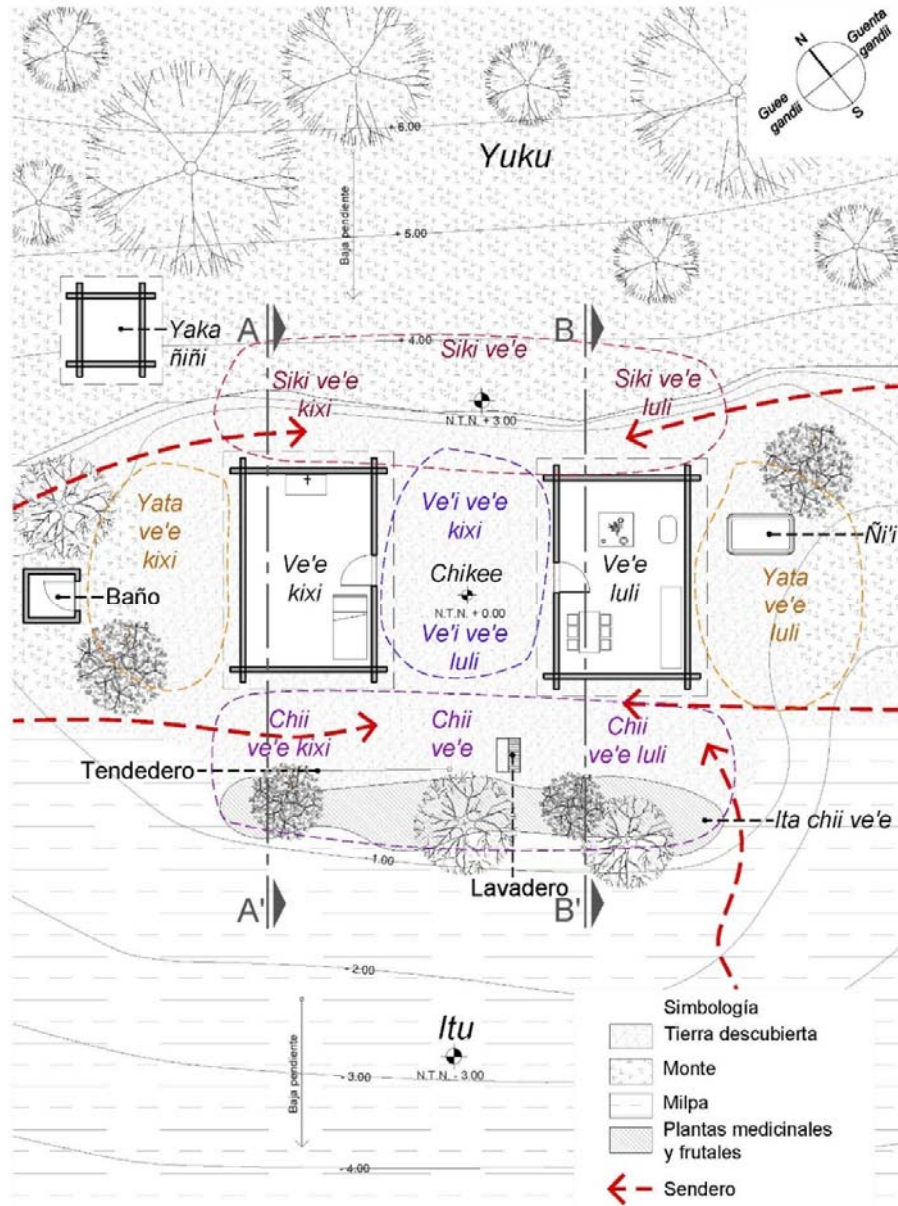 N
Guenta
gandii
Guee
gandii
S
+ 6.00
Yuku
Baja pendiente
+ 5.00
Yaka
ñiñi
A
B
+ 4.00
Siki ve'e
Siki ve'e
kixi
Siki ve'e
luli
N.T.N. + 3.00
Yata
ve'e
kixi
Ve'i ve'e
kixi
Ñi'i
Ve'e
kixi
Chikee
Ve'e
luli
Yata
ve'e
luli
Baño
N.T.N. + 0.00
Ve'i ve'e
luli
Chii
ve'e kixi
Chii
ve'e
Chii
ve'e luli
Tendedero
Ita chii ve'e
- 1.00
Lavadero
A'
B'
- 2.00
Simbología
Tierra descubierta
Itu
Monte
Baja pendiente
- 3.00
N.T.N. - 3.00
Milpa
Plantas medicinales
y frutales
- 4.00
Sendero